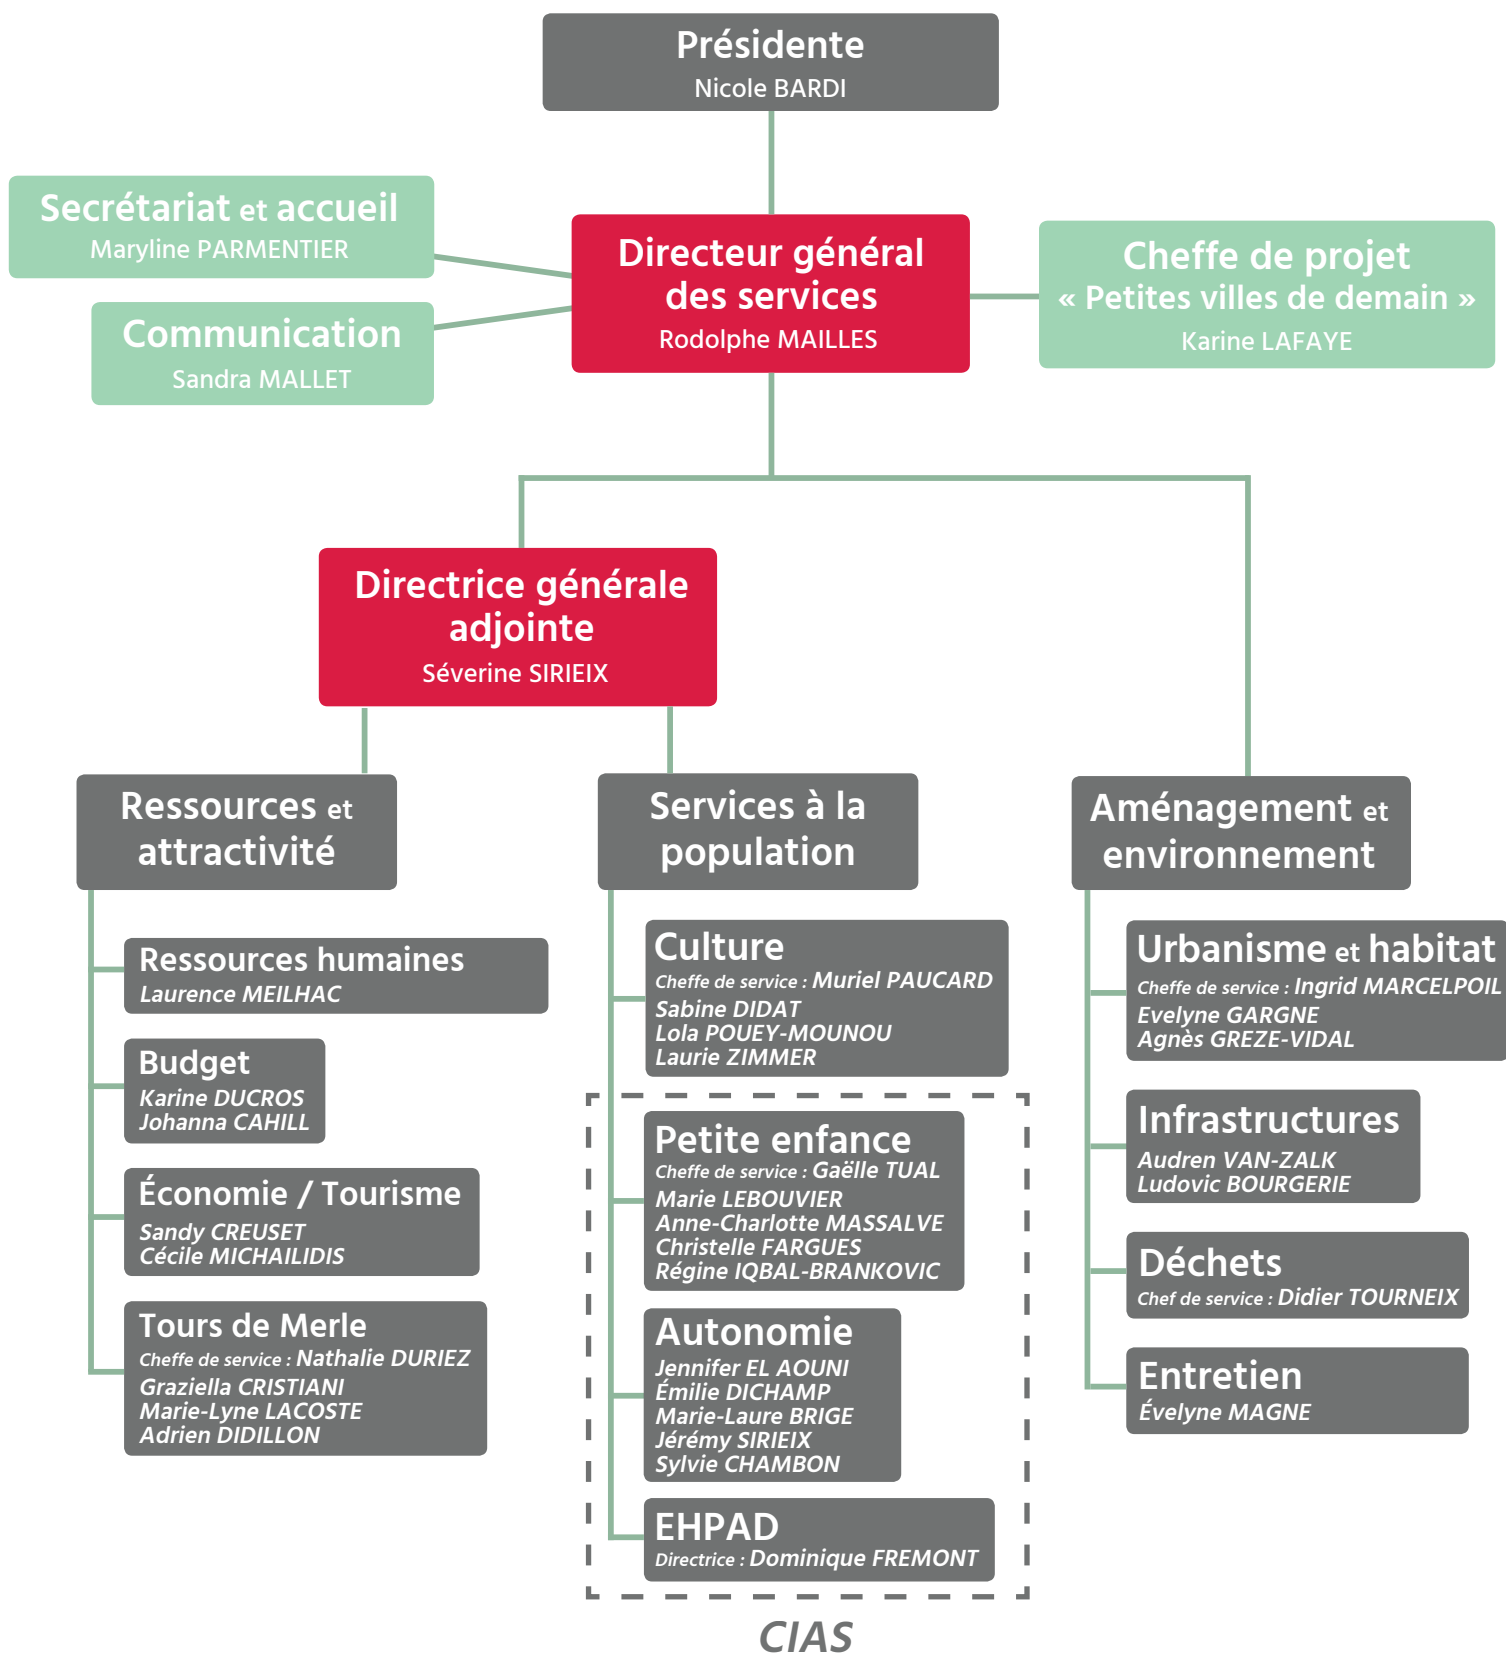 Présidente
Nicole BARDI
Secrétariat et accueil
Maryline PARMENTIER
Communication
Sandra MALLET
Directeur général
des services
Rodolphe MAILLES
Cheffe de projet
« Petites villes de demain »
Karine LAFAYE
Directrice générale
adjointe
Séverine SIRIEIX
Ressources et
attractivité
Ressources humaines
Laurence MEILHAC
Budget
Karine DUCROS
Johanna CAHILL
Économie / Tourisme
Sandy CREUSET
Cécile MICHAILIDIS
Tours de Merle
Cheffe de service : Nathalie DURIEZ
Graziella CRISTIANI
Marie-Lyne LACOSTE
Adrien DIDILLON
Services à la
population
Culture
Cheffe de service : Muriel PAUCARD
Sabine DIDAT
Lola POUEY-MOUNOU
Laurie ZIMMER
Petite enfance
Cheffe de service : Gaëlle TUAL
Marie LEBOUVIER
Anne-Charlotte MASSALVE
Christelle FARGUES
Régine IQBAL-BRANKOVIC
Autonomie
Jennifer EL AOUNI
Émilie DICHAMP
Marie-Laure BRIGE
Jérémy SIRIEIX
Sylvie CHAMBON
EHPAD
Directrice : Dominique FREMONT
CIAS
Aménagement et
environnement
Urbanisme et habitat
Cheffe de service : Ingrid MARCELPOIL
Evelyne GARGNE
Agnès GREZE-VIDAL
Infrastructures
Audren VAN-ZALK
Ludovic BOURGERIE
Déchets
Chef de service : Didier TOURNEIX
Entretien
Évelyne MAGNE